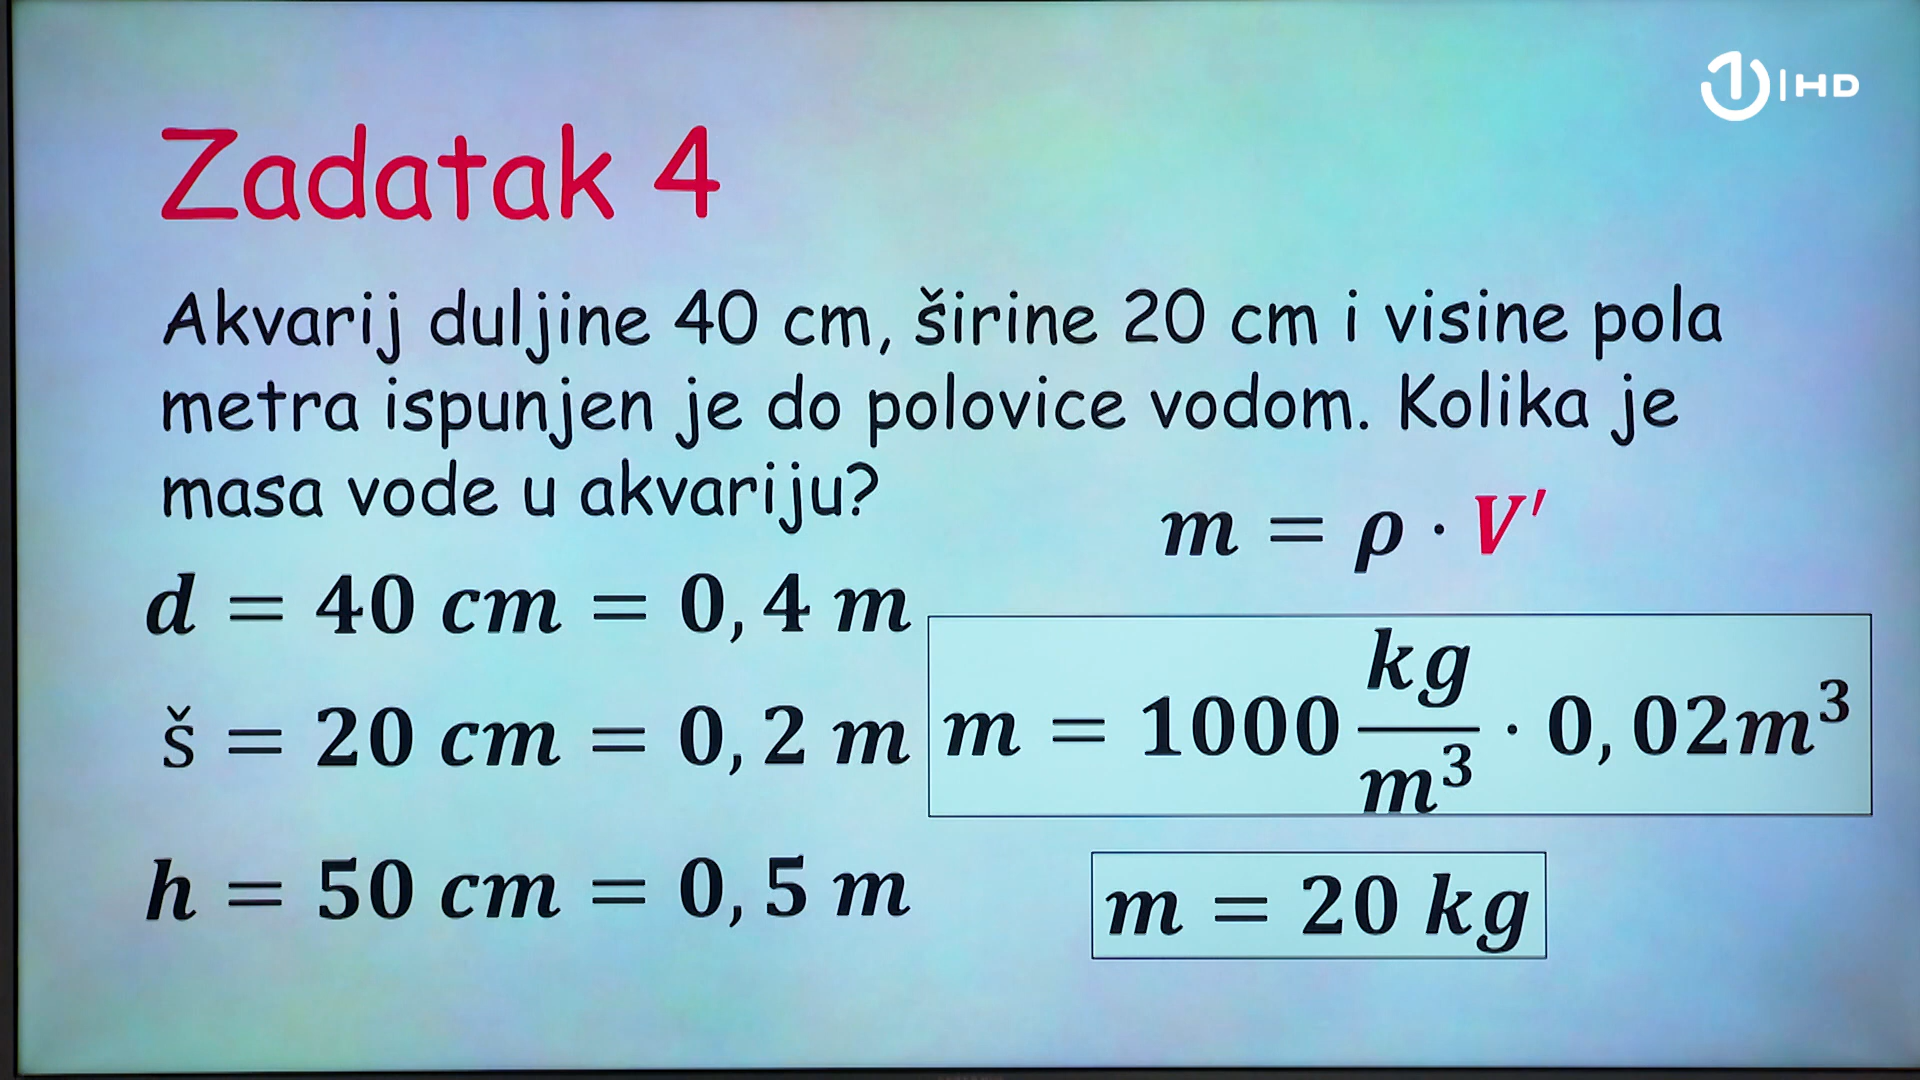 1 HD
Zadatak 4
Akvarij duljine 40 cm, širine 20 cm i visine pola
metra ispunjen je do polovice vodom. Kolika je
masa vode u akvariju?
m = ρ · V′
d = 40 cm = 0,4 m
š = 20 cm = 0,2 m
m = 1000 kg/m³ · 0,02m³
h = 50 cm = 0,5 m
m = 20 kg